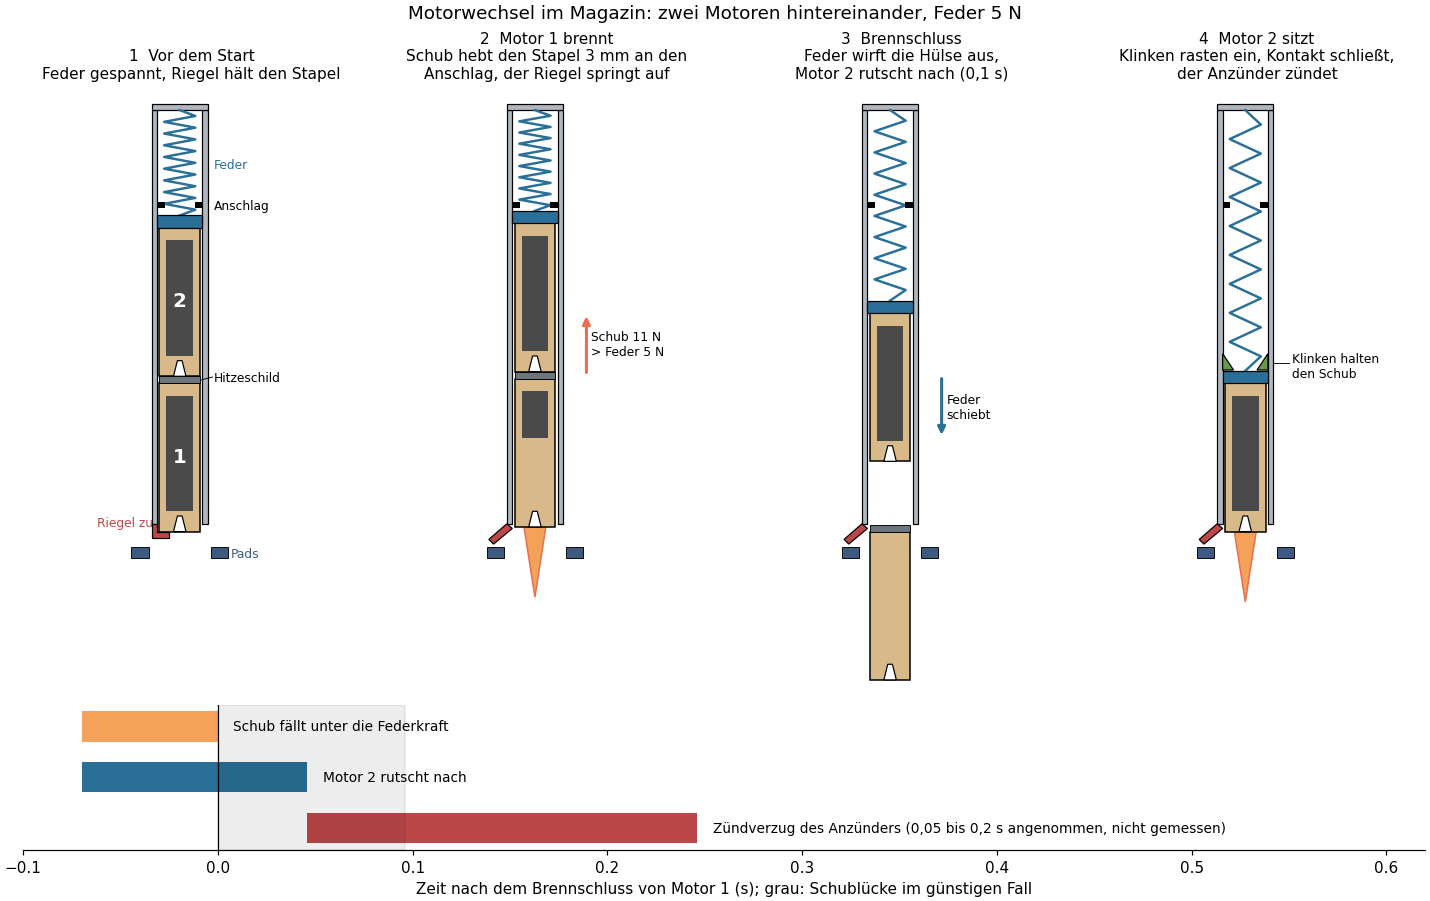 Motorwechsel im Magazin: zwei Motoren hintereinander, Feder 5 N
1  Vor dem Start
Feder gespannt, Riegel hält den Stapel
2  Motor 1 brennt
Schub hebt den Stapel 3 mm an den
Anschlag, der Riegel springt auf
3  Brennschluss
Feder wirft die Hülse aus,
Motor 2 rutscht nach (0,1 s)
4  Motor 2 sitzt
Klinken rasten ein, Kontakt schließt,
der Anzünder zündet
Feder
Anschlag
2
Hitzeschild
1
Riegel zu
Pads
Schub 11 N
> Feder 5 N
Feder
schiebt
Klinken halten
den Schub
Schub fällt unter die Federkraft
Motor 2 rutscht nach
Zündverzug des Anzünders (0,05 bis 0,2 s angenommen, nicht gemessen)
−0.1 0.0 0.1 0.2 0.3 0.4 0.5 0.6
Zeit nach dem Brennschluss von Motor 1 (s); grau: Schublücke im günstigen Fall